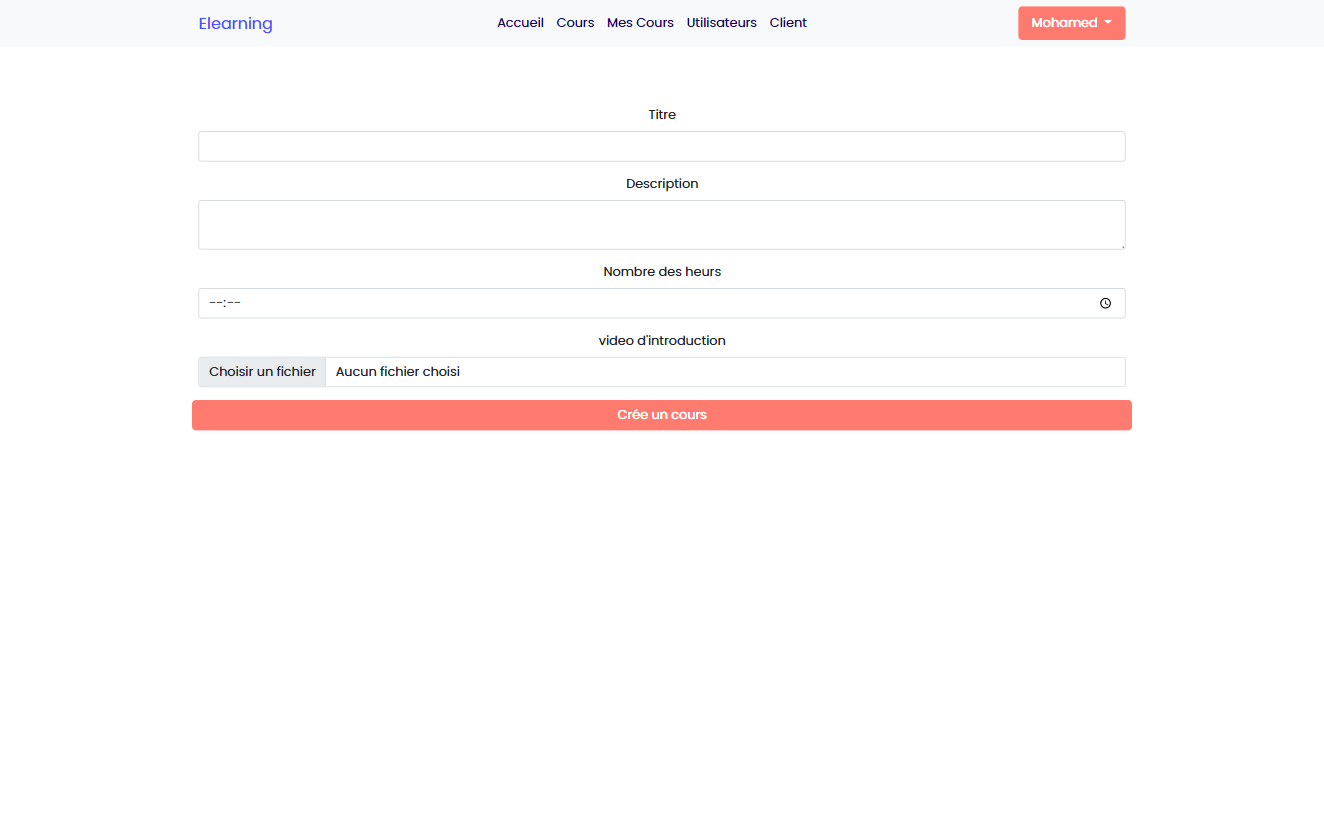 Elearning Accueil Cours Mes Cours Utilisateurs Client Mohamed
Titre
Description
Nombre des heurs
--:--
video d'introduction
Choisir un fichier Aucun fichier choisi
Crée un cours